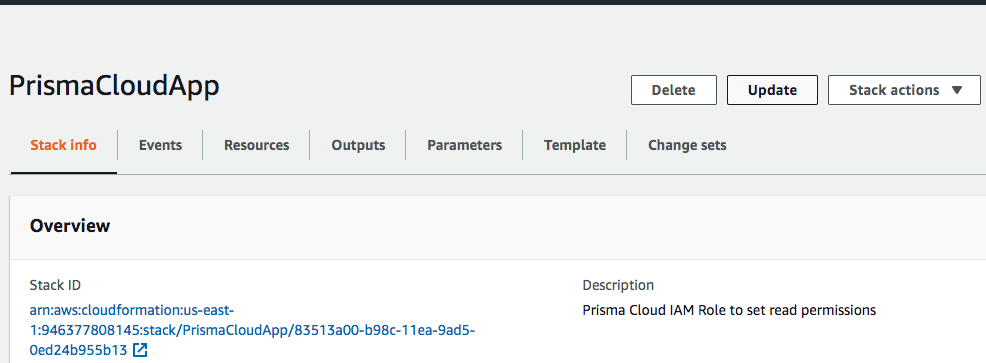 PrismaCloudApp
Delete Update Stack actions
Stack info Events Resources Outputs Parameters Template Change sets
Overview
Stack ID
arn:aws:cloudformation:us-east-
1:946377808145:stack/PrismaCloudApp/83513a00-b98c-11ea-9ad5-
0ed24b955b13
Description
Prisma Cloud IAM Role to set read permissions